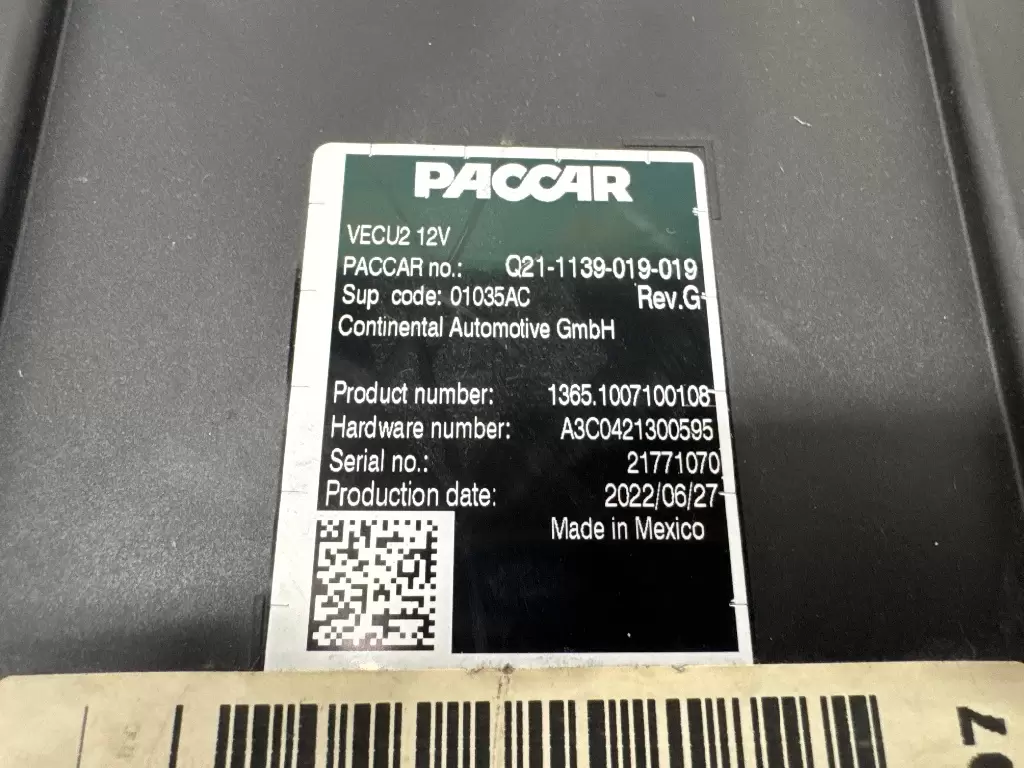 PACCAR
VECU2 12V
PACCAR no.: Q21-1139-019-019
Sup code: 01035AC Rev.G
Continental Automotive GmbH
Product number: 1365.1007100108
Hardware number: A3C0421300595
Serial no.: 21771070
Production date: 2022/06/27
Made in Mexico